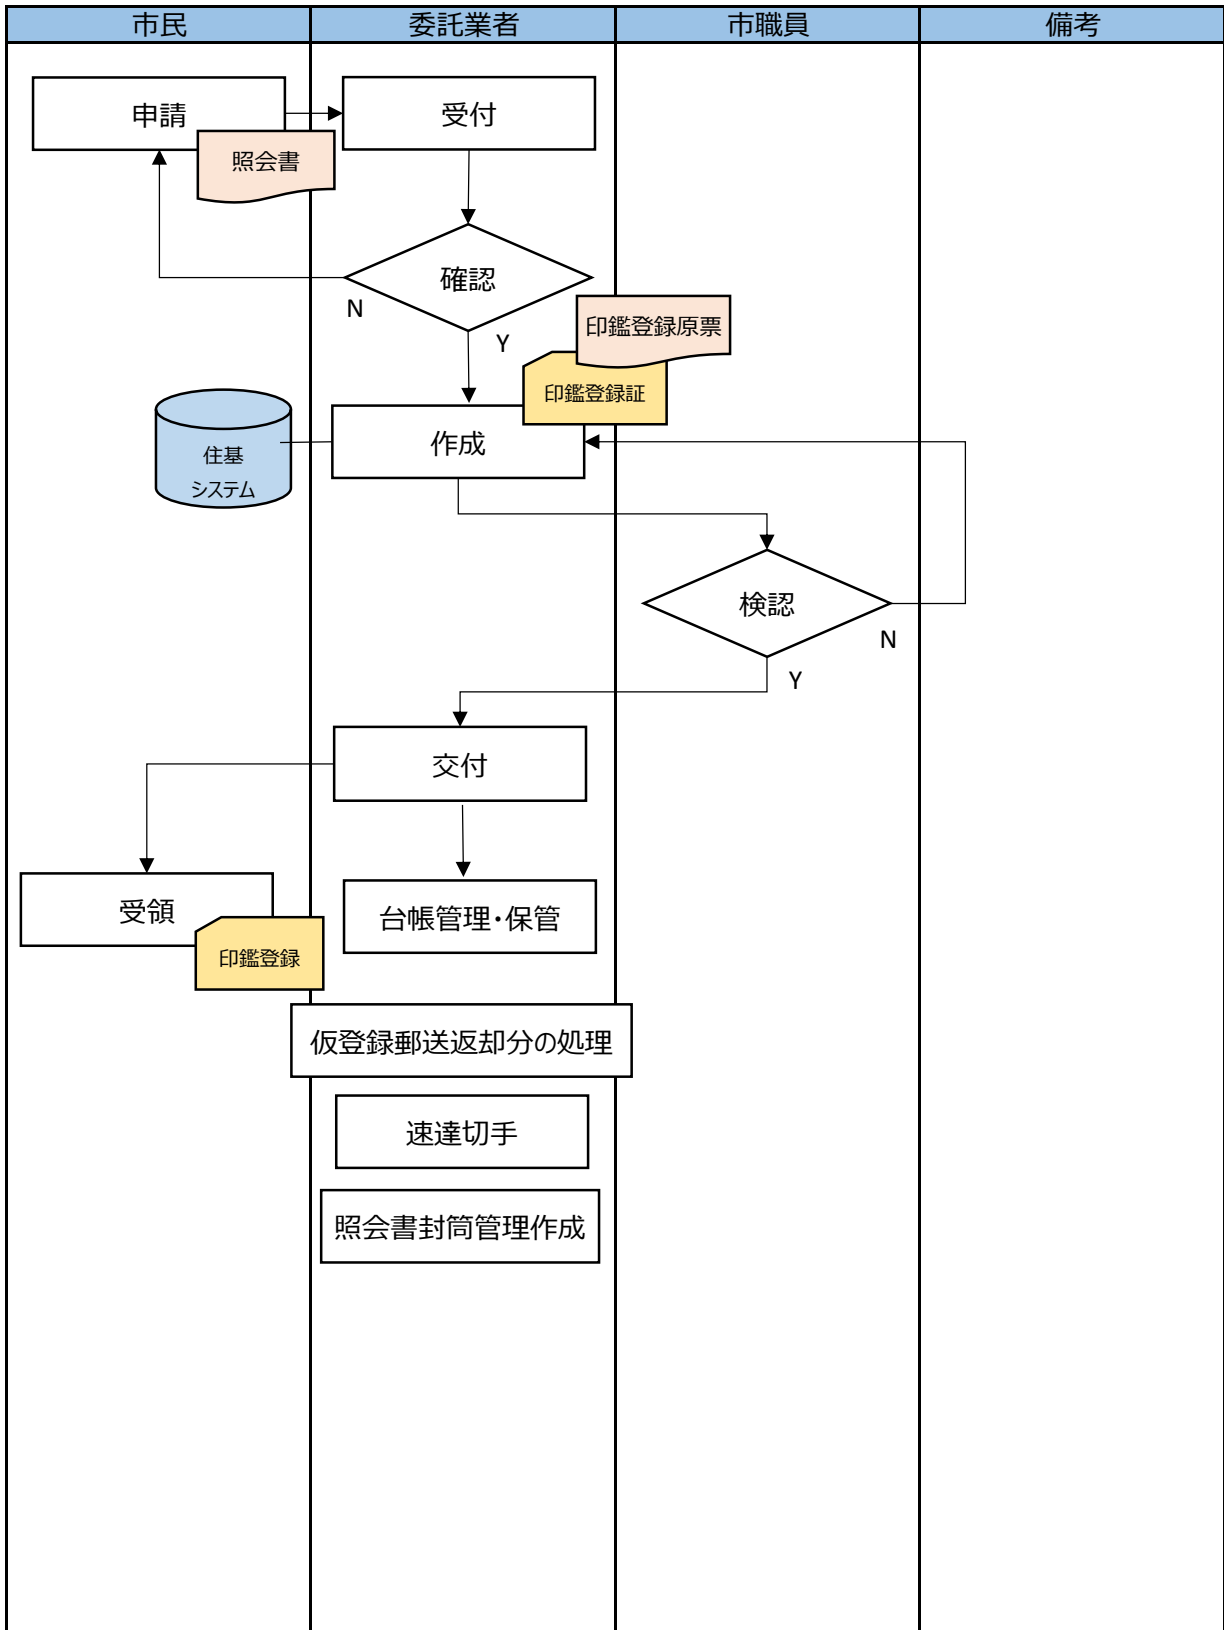 市民
委託業者
市職員
備考
申請
受付
照会書
確認
N
Y
印鑑登録原票
印鑑登録証
作成
住基
システム
検認
N
Y
交付
受領
台帳管理・保管
印鑑登録
仮登録郵送返却分の処理
速達切手
照会書封筒管理作成